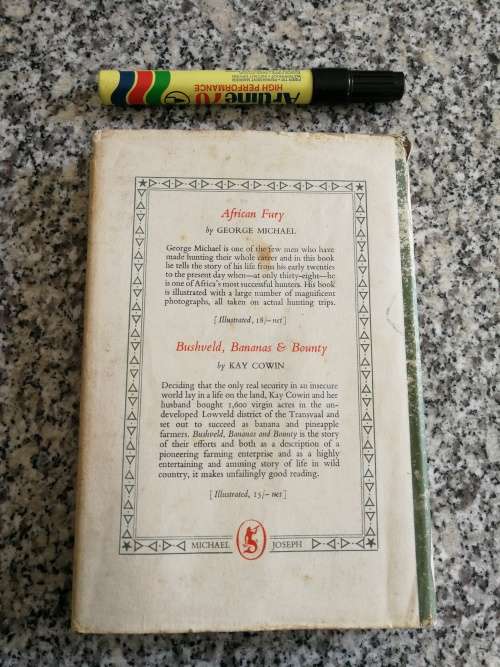 Artline 70
HIGH PERFORMANCE
African Fury
by GEORGE MICHAEL
George Michael is one of the few men who have
made hunting their whole career and in this book
he tells the story of his life from his early twenties
to the present day when—at only thirty-eight—he
is one of Africa's most successful hunters. His book
is illustrated with a large number of magnificent
photographs, all taken on actual hunting trips.
[Illustrated, 18/- net]
Bushveld, Bananas & Bounty
by KAY COWIN
Deciding that the only real security in an insecure
world lay in a life on the land, Kay Cowin and her
husband bought 1,600 virgin acres in the un-
developed Lowveld district of the Transvaal and
set out to succeed as banana and pineapple
farmers. Bushveld, Bananas and Bounty is the story
of their efforts and both as a description of a
pioneering farming enterprise and as a highly
entertaining and amusing story of life in wild
country, it makes unfailingly good reading.
[Illustrated, 15/- net]
MICHAEL JOSEPH